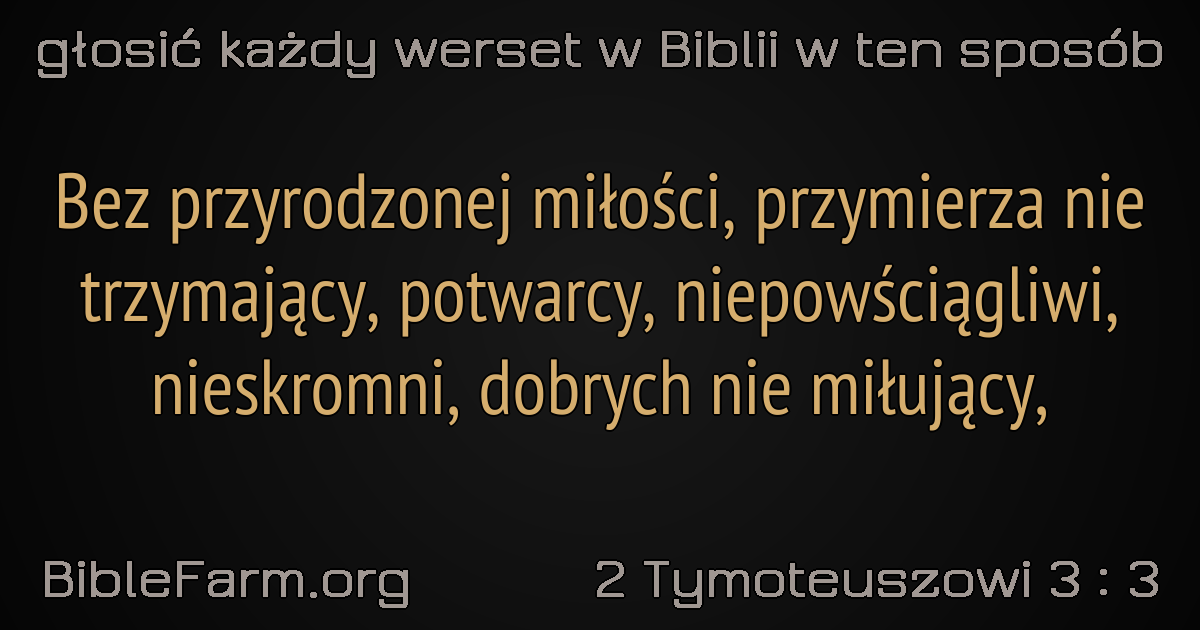 głosić każdy werset w Biblii w ten sposób
Bez przyrodzonej miłości, przymierza nie
trzymający, potwarcy, niepowściągliwi,
nieskromni, dobrych nie miłujący,
BibleFarm.org
2 Tymoteuszowi 3 : 3